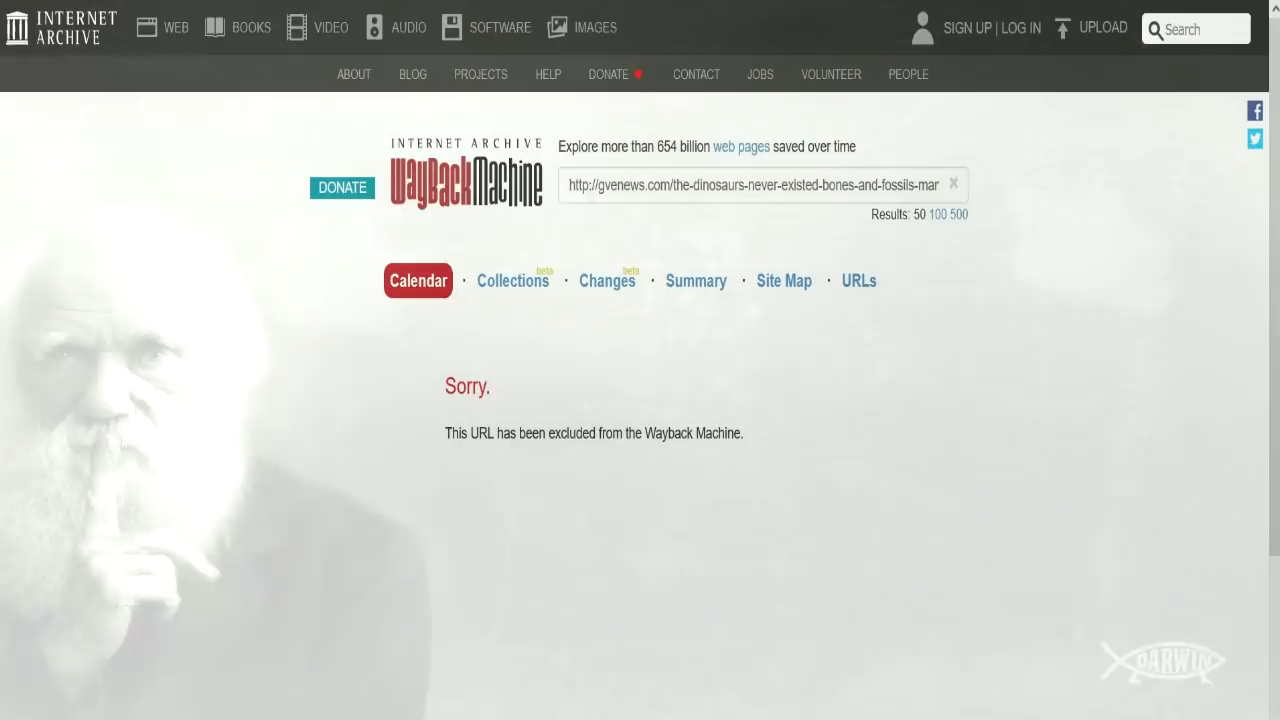 INTERNET ARCHIVE
WEB BOOKS VIDEO AUDIO SOFTWARE IMAGES
SIGN UP | LOG IN UPLOAD Search
ABOUT BLOG PROJECTS HELP DONATE CONTACT JOBS VOLUNTEER PEOPLE
DONATE
INTERNET ARCHIVE
WayBackMachine
Explore more than 654 billion web pages saved over time
http://gvenews.com/the-dinosaurs-never-existed-bones-and-fossils-mar
Results: 50 100 500
Calendar · Collections beta · Changes beta · Summary · Site Map · URLs
Sorry.
This URL has been excluded from the Wayback Machine.
DARWIN